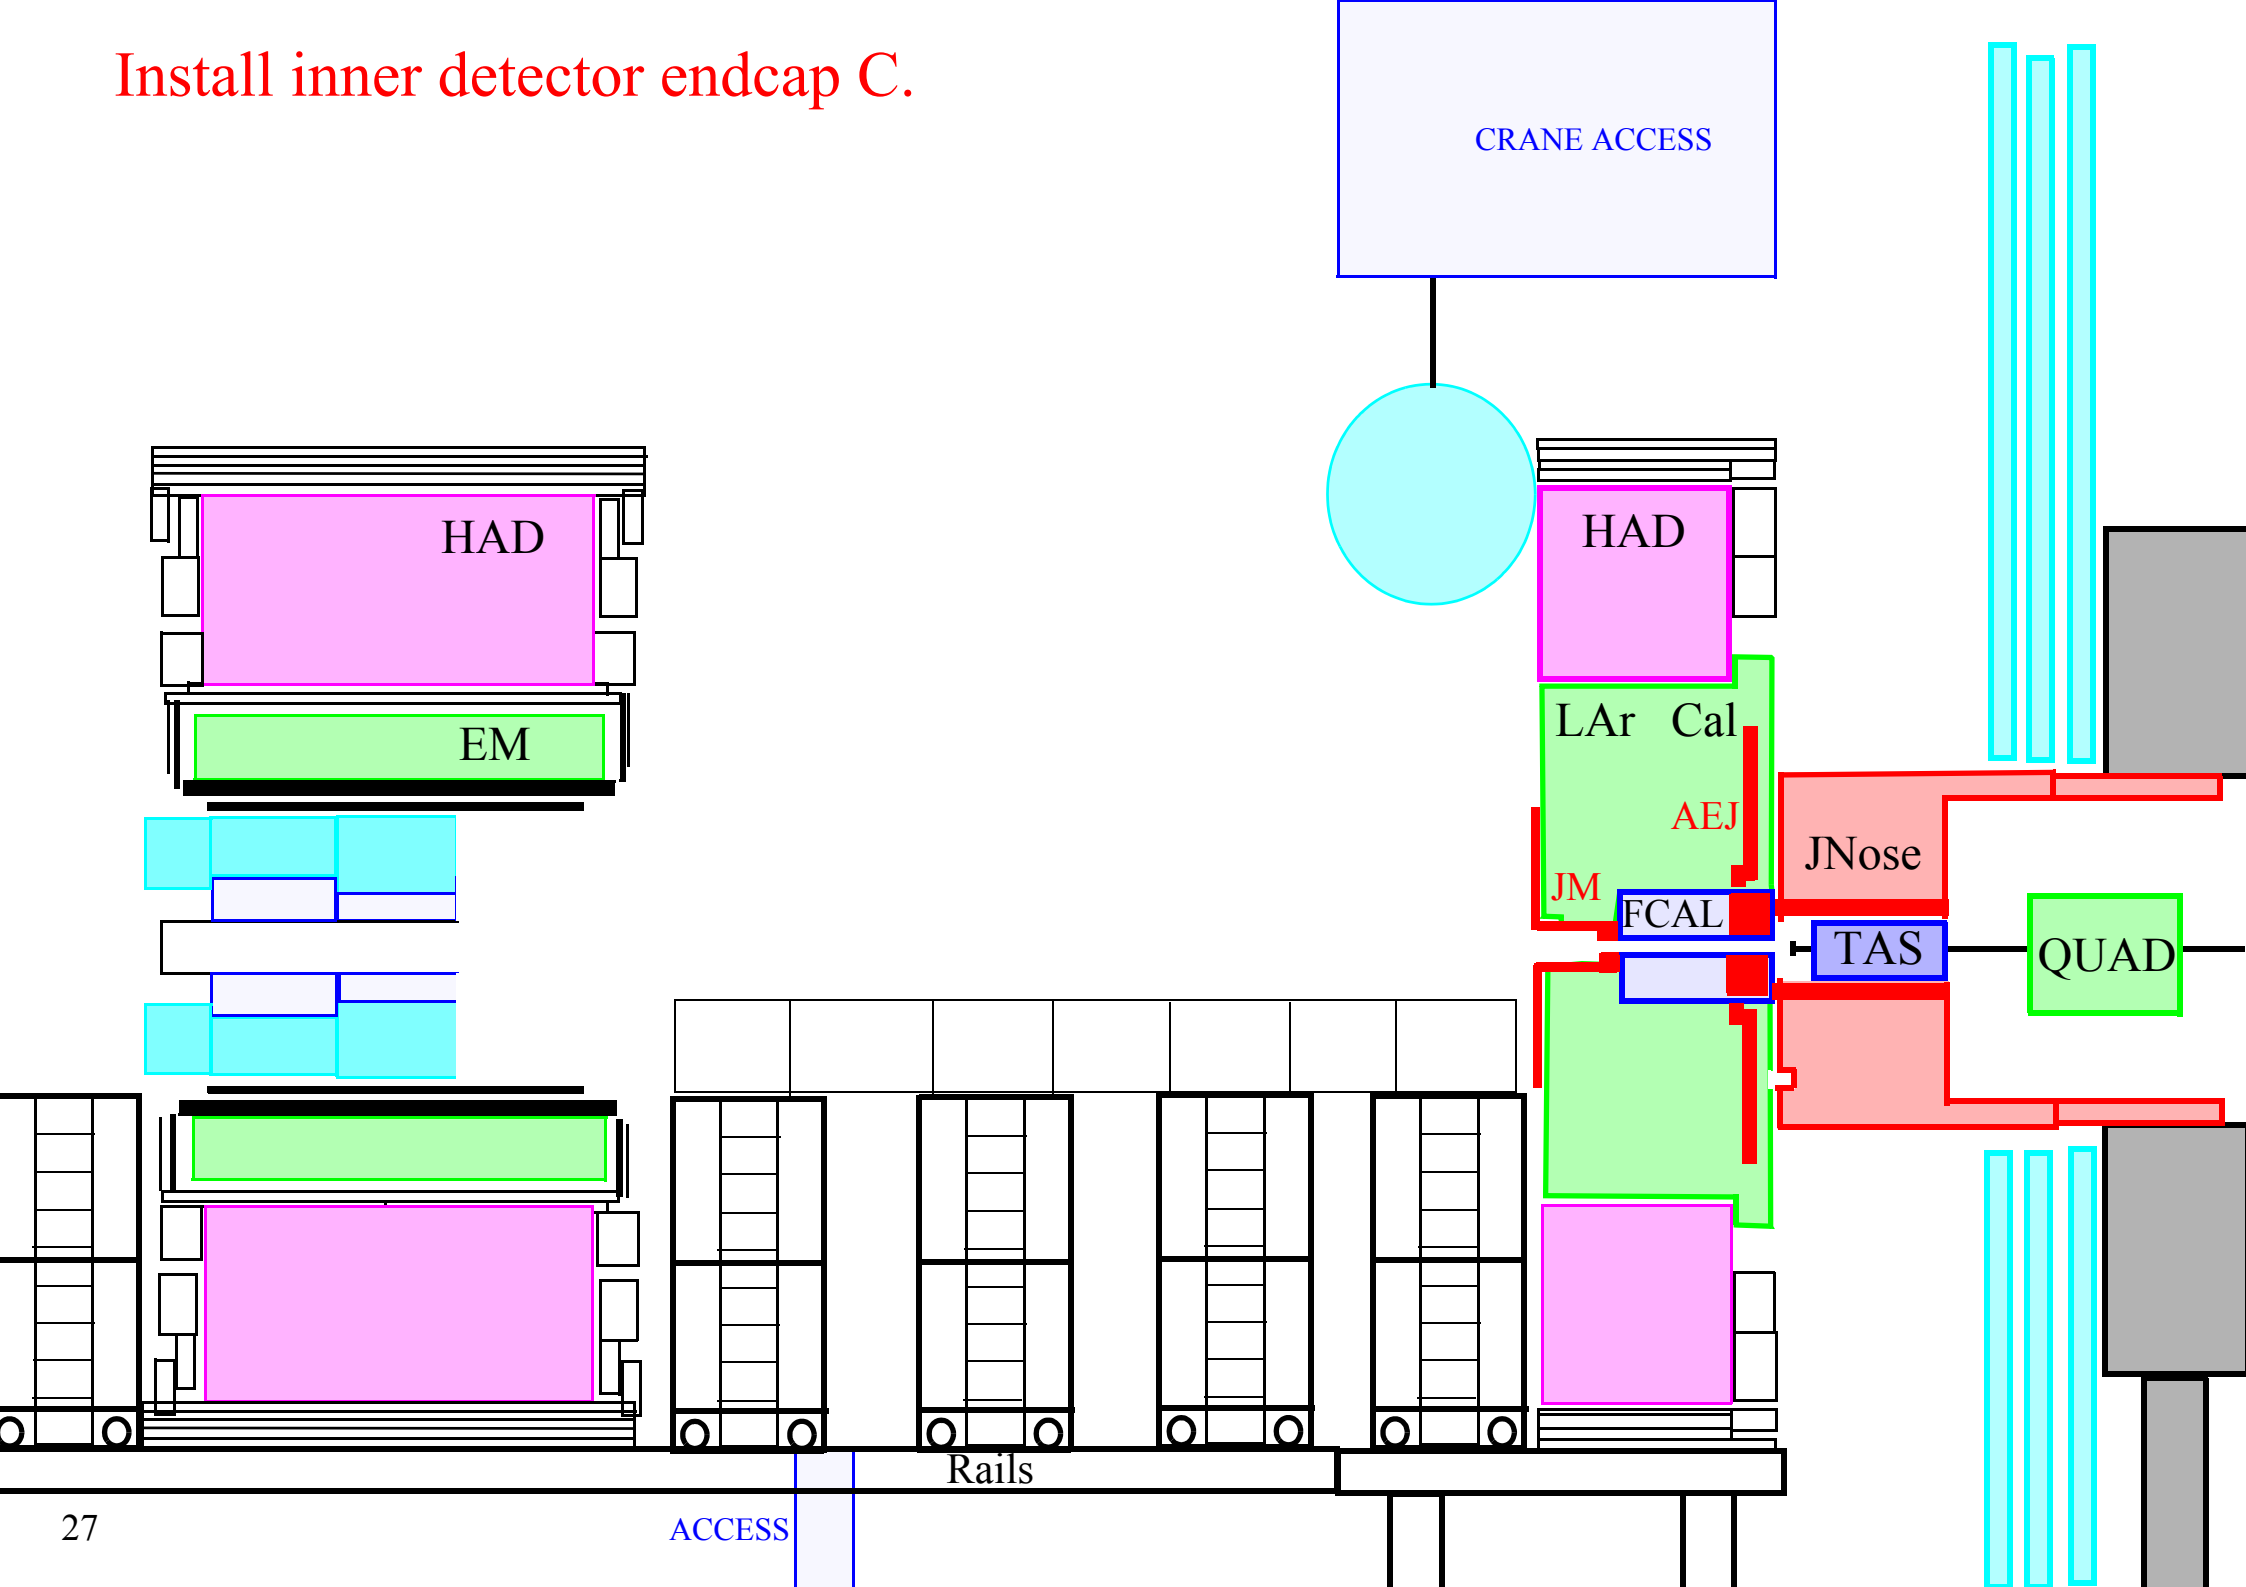 Install inner detector endcap C.
CRANE ACCESS
HAD
HAD
EM
LAr Cal
AEJ
JNose
JM
FCAL
TAS
QUAD
Rails
27
ACCESS